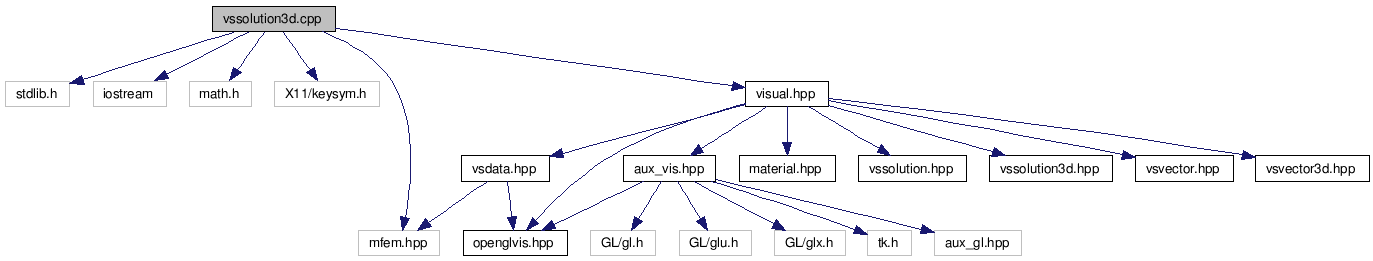 vssolution3d.cpp
stdlib.h
iostream
math.h
X11/keysym.h
visual.hpp
vsdata.hpp
aux_vis.hpp
material.hpp
vssolution.hpp
vssolution3d.hpp
vsvector.hpp
vsvector3d.hpp
mfem.hpp
openglvis.hpp
GL/gl.h
GL/glu.h
GL/glx.h
tk.h
aux_gl.hpp